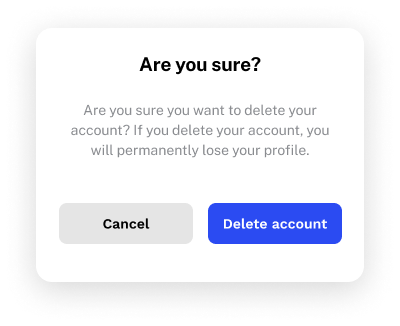 Are you sure?
Are you sure you want to delete your
account? If you delete your account, you
will permanently lose your profile.
Cancel
Delete account